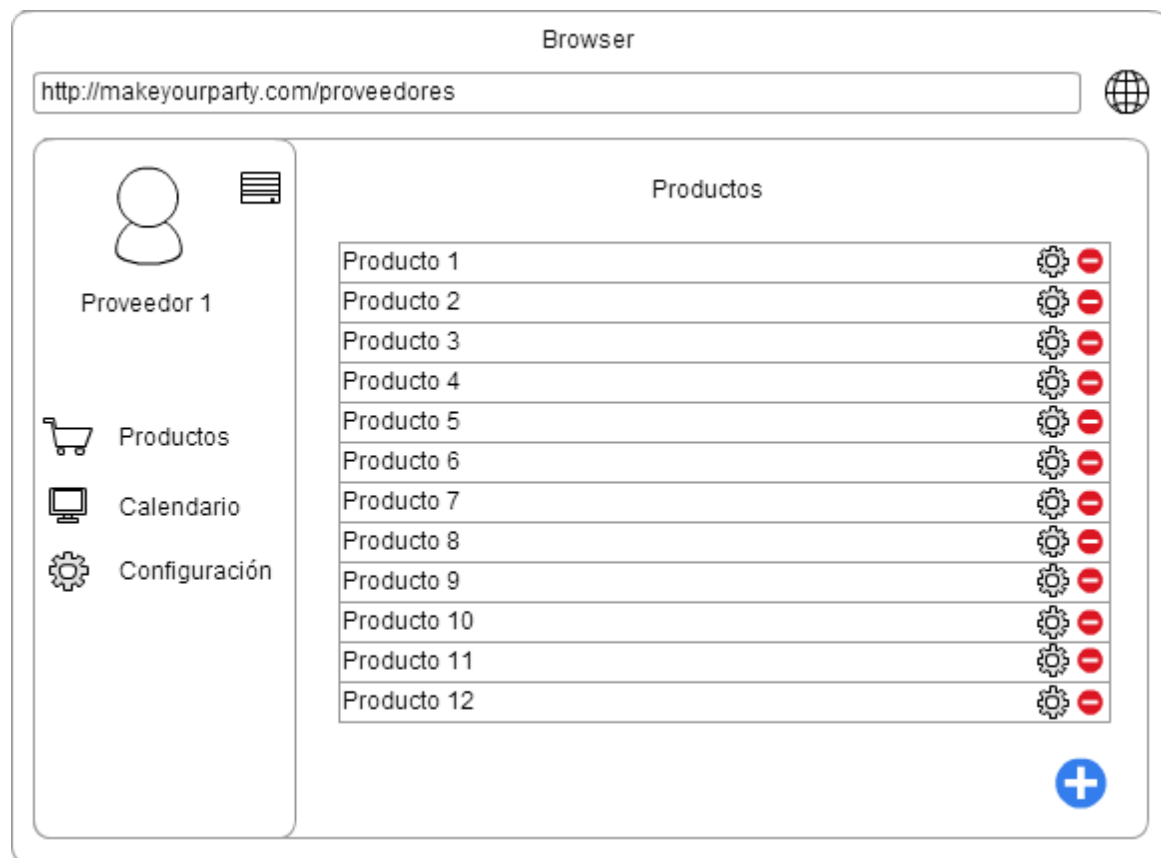 Browser
http://makeyourparty.com/proveedores
Proveedor 1
Productos
Calendario
Configuración
Productos
Producto 1
Producto 2
Producto 3
Producto 4
Producto 5
Producto 6
Producto 7
Producto 8
Producto 9
Producto 10
Producto 11
Producto 12